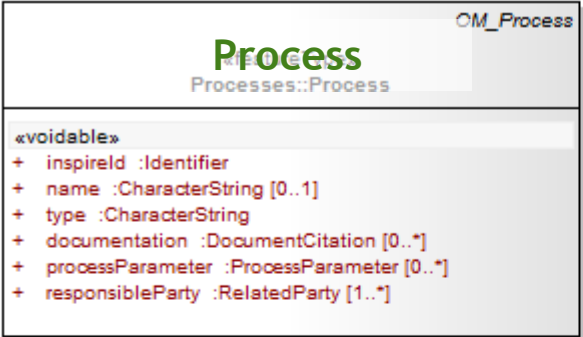 OM_Process
Process
«featureType»
Processes::Process
«voidable»
+ inspireId :Identifier
+ name :CharacterString [0..1]
+ type :CharacterString
+ documentation :DocumentCitation [0..*]
+ processParameter :ProcessParameter [0..*]
+ responsibleParty :RelatedParty [1..*]